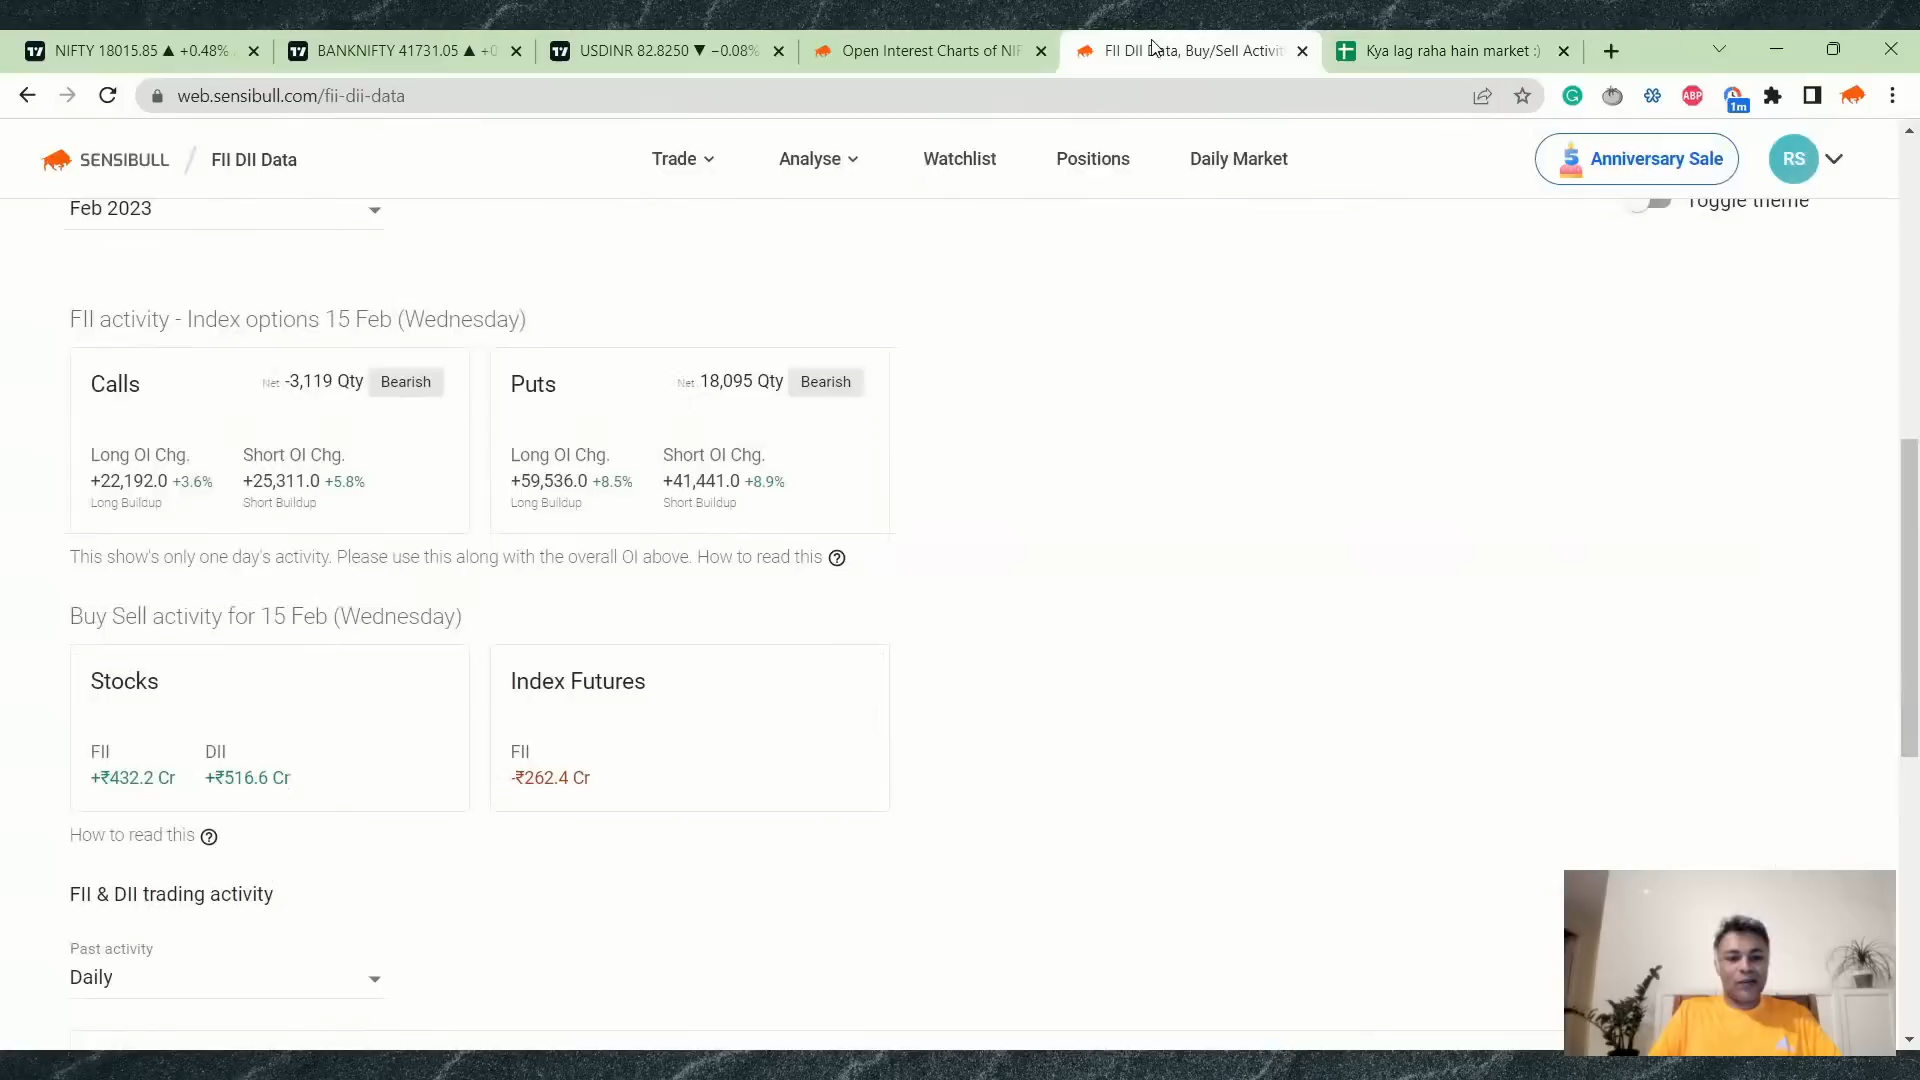 NIFTY 18015.85 ▲ +0.48%
BANKNIFTY 41731.05 ▲ +0
USDINR 82.8250 ▼ −0.08%
Open Interest Charts of NIF
FII DII Data, Buy/Sell Activit
Kya lag raha hain market :)
web.sensibull.com/fii-dii-data
ABP
1m
SENSIBULL / FII DII Data
Trade
Analyse
Watchlist
Positions
Daily Market
5 Anniversary Sale
RS
Feb 2023
Toggle theme
FII activity - Index options 15 Feb (Wednesday)
Calls
Net -3,119 Qty Bearish
Long OI Chg.
+22,192.0 +3.6%
Long Buildup
Short OI Chg.
+25,311.0 +5.8%
Short Buildup
Puts
Net 18,095 Qty Bearish
Long OI Chg.
+59,536.0 +8.5%
Long Buildup
Short OI Chg.
+41,441.0 +8.9%
Short Buildup
This show's only one day's activity. Please use this along with the overall OI above. How to read this ?
Buy Sell activity for 15 Feb (Wednesday)
Stocks
FII
+₹432.2 Cr
DII
+₹516.6 Cr
Index Futures
FII
-₹262.4 Cr
How to read this ?
FII & DII trading activity
Past activity
Daily